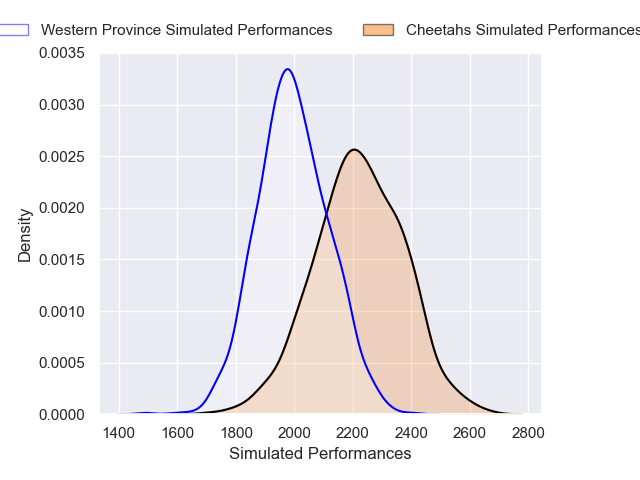 Western Province Simulated Performances
Cheetahs Simulated Performances
0.0035
0.0030
0.0025
0.0020
0.0015
0.0010
0.0005
0.0000
Density
1400 1600 1800 2000 2200 2400 2600 2800
Simulated Performances